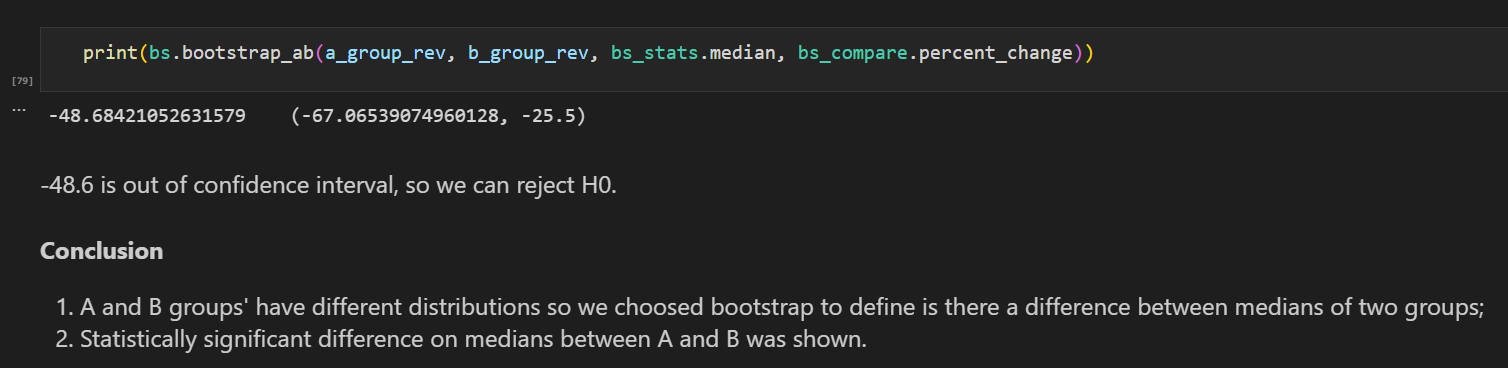 print(bs.bootstrap_ab(a_group_rev, b_group_rev, bs_stats.median, bs_compare.percent_change))
[79]
...
-48.68421052631579    (-67.06539074960128, -25.5)
-48.6 is out of confidence interval, so we can reject H0.
Conclusion
1. A and B groups' have different distributions so we choosed bootstrap to define is there a difference between medians of two groups;
2. Statistically significant difference on medians between A and B was shown.